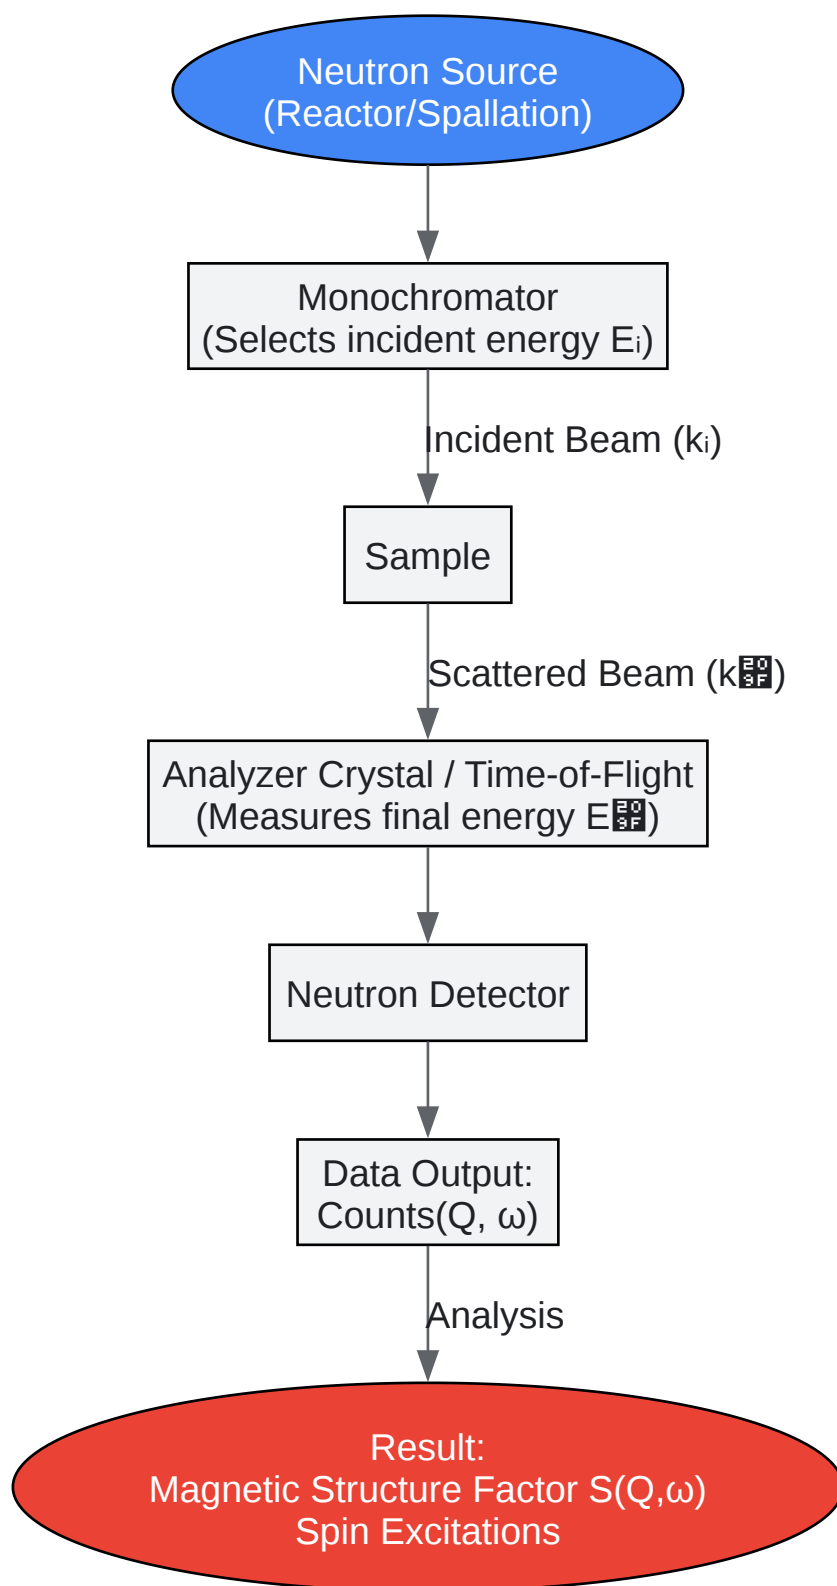 Neutron Source
(Reactor/Spallation)
Monochromator
(Selects incident energy Eᵢ)
Incident Beam (kᵢ)
Sample
Scattered Beam (k₟)
Analyzer Crystal / Time-of-Flight
(Measures final energy E₟)
Neutron Detector
Data Output:
Counts(Q, ω)
Analysis
Result:
Magnetic Structure Factor S(Q,ω)
Spin Excitations